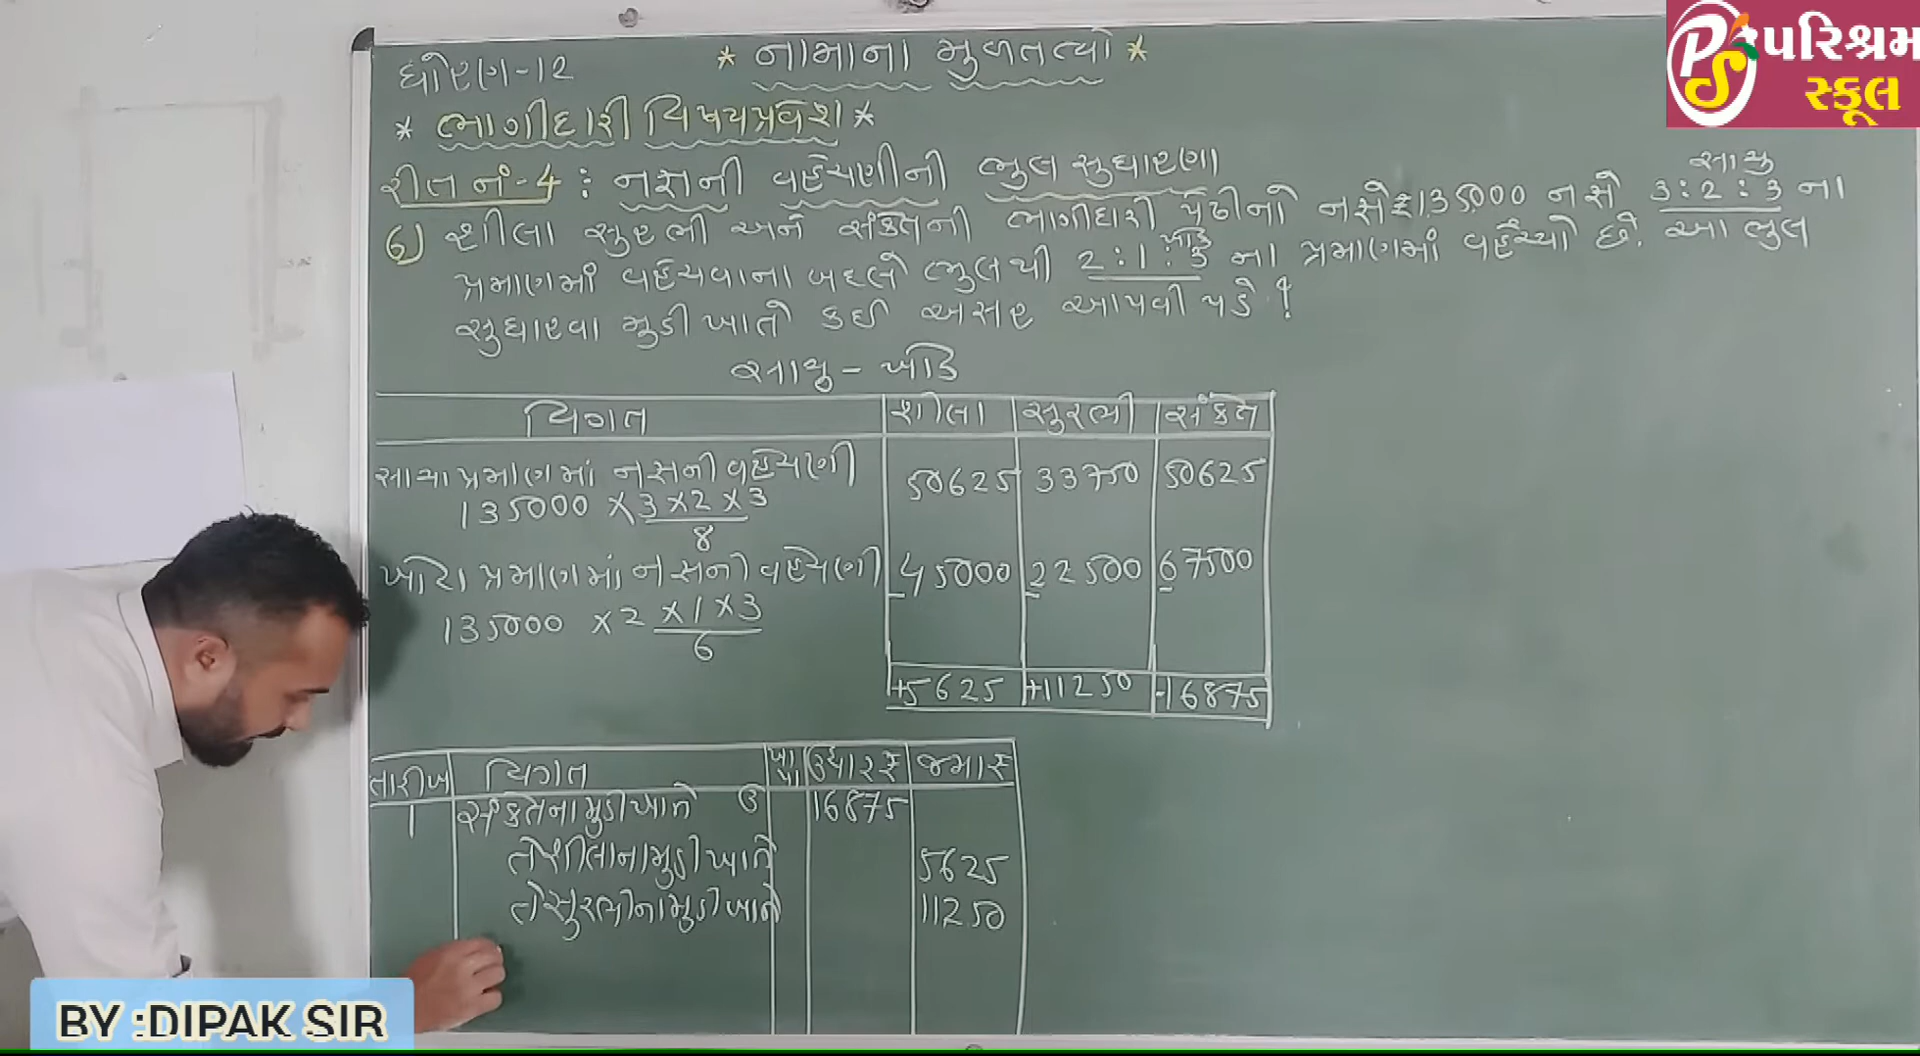 ધોરણ-12
* નામાના મુળતત્વો *
પરિશ્રમ
સ્કૂલ
* ભાગીદારી વિષયપ્રવેશ *
રીત નં-4 : નફાની વહેંચણીની ભુલ સુધારણા
સાચુ
6) શીલા સુરભી અને સંકેતની ભાગીદારી પેઢીનો નફો ₹135000 નફો 3:2:3 ના
ખોટુ
પ્રમાણમાં વહેંચવાના બદલે ભુલથી 2:1:3 ના પ્રમાણમાં વહેંચ્યો છે. આ ભુલ
સુધારવા મુડી ખાતે કઈ અસર આપવી પડે ?
સાચુ - ખોટુ
વિગત શીલા સુરભી સંકેત
સાચા પ્રમાણમાં નફાની વહેંચણી 50625 33750 50625
135000 × 3×2×3
8
ખોટા પ્રમાણમાં નફાની વહેંચણી 45000 22500 67500
135000 ×2 ×1×3
6
+5625 +11250 -16875
તારીખ વિગત ખા પા ઉધાર ₹ જમા ₹
1 સંકેતના મુડી ખાતે ઉ 16875
તે શીલાના મુડી ખાતે 5625
તે સુરભીના મુડી ખાતે 11250
BY :DIPAK SIR